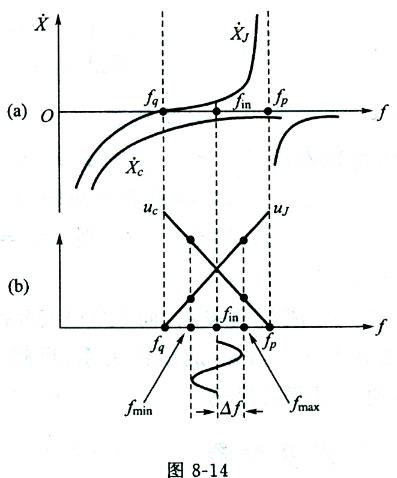 Ẋ
Ẋ_J
(a)
f_q
f_in
f_p
O
f
Ẋ_c
u_c
u_J
(b)
f_in
f_q
f_p
f
f_min
Δf
f_max
图 8-14